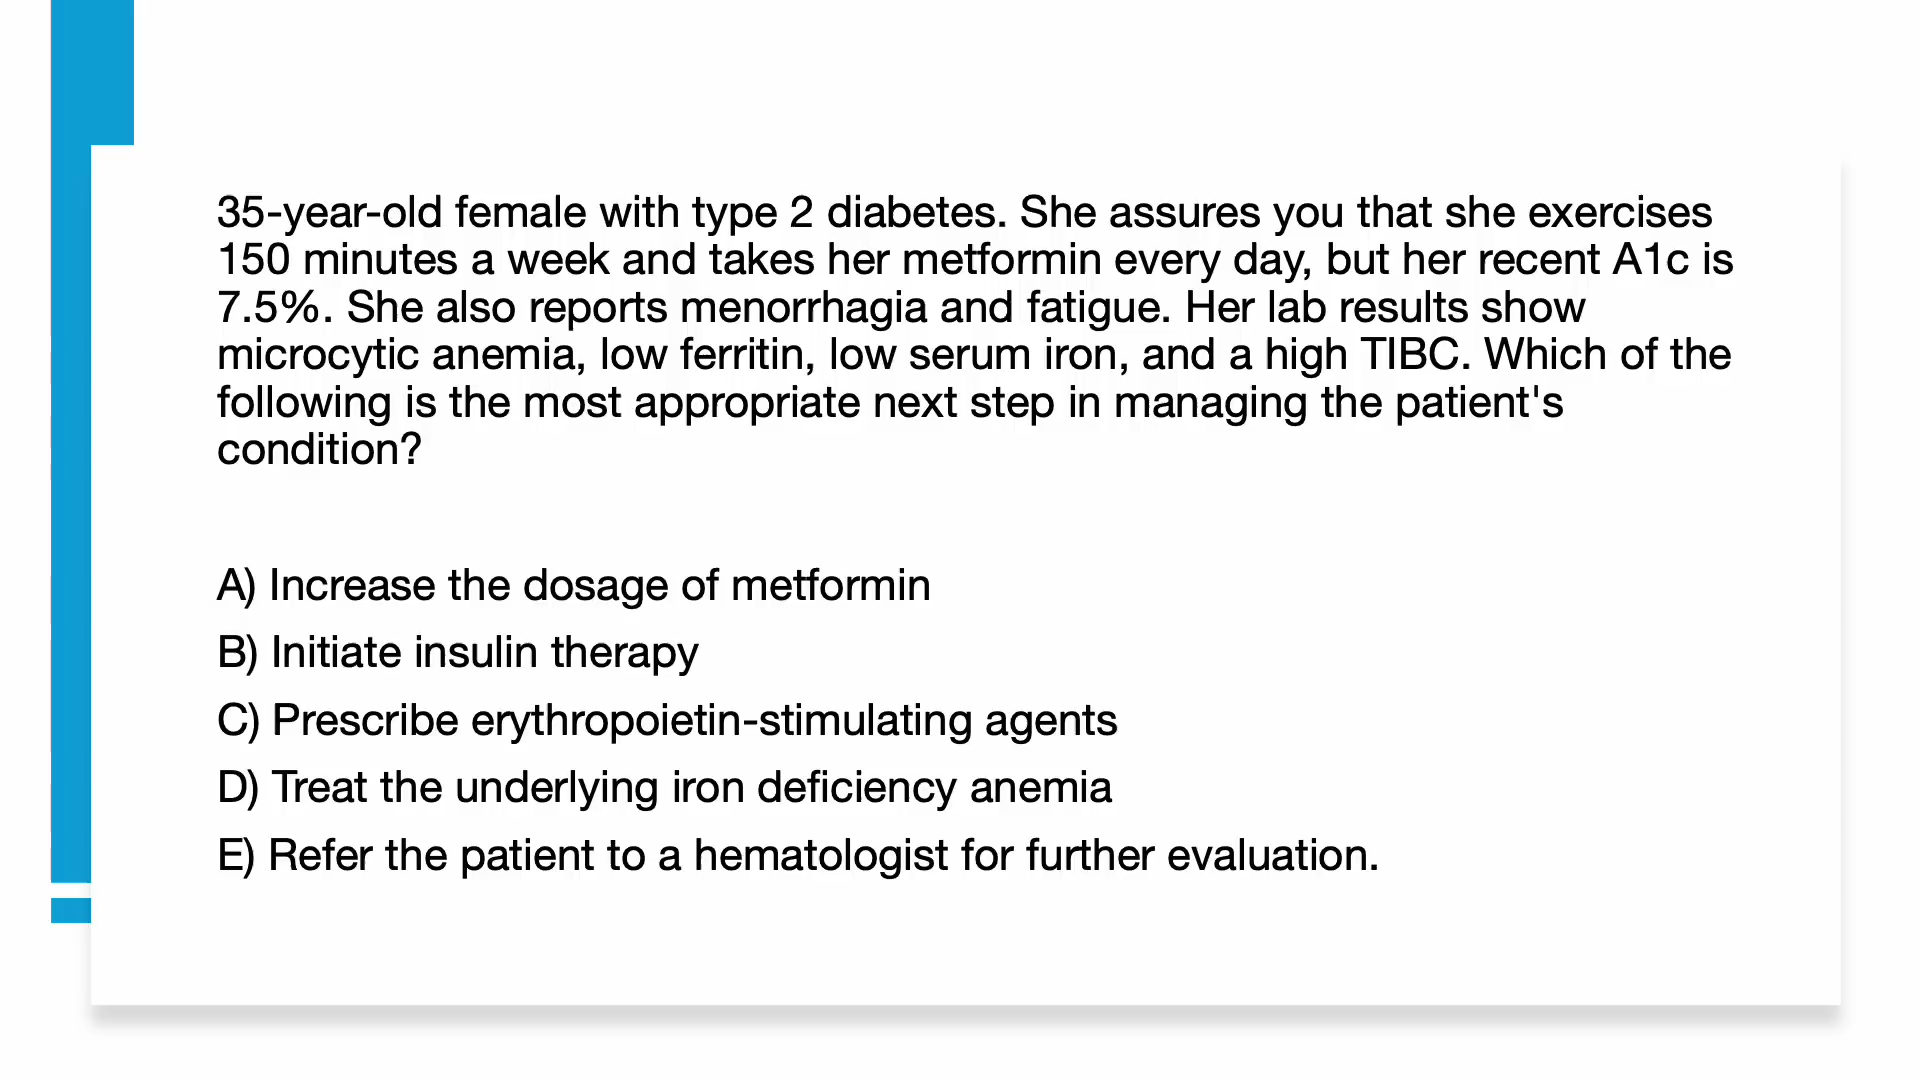 35-year-old female with type 2 diabetes. She assures you that she exercises
150 minutes a week and takes her metformin every day, but her recent A1c is
7.5%. She also reports menorrhagia and fatigue. Her lab results show
microcytic anemia, low ferritin, low serum iron, and a high TIBC. Which of the
following is the most appropriate next step in managing the patient's
condition?
A) Increase the dosage of metformin
B) Initiate insulin therapy
C) Prescribe erythropoietin-stimulating agents
D) Treat the underlying iron deficiency anemia
E) Refer the patient to a hematologist for further evaluation.